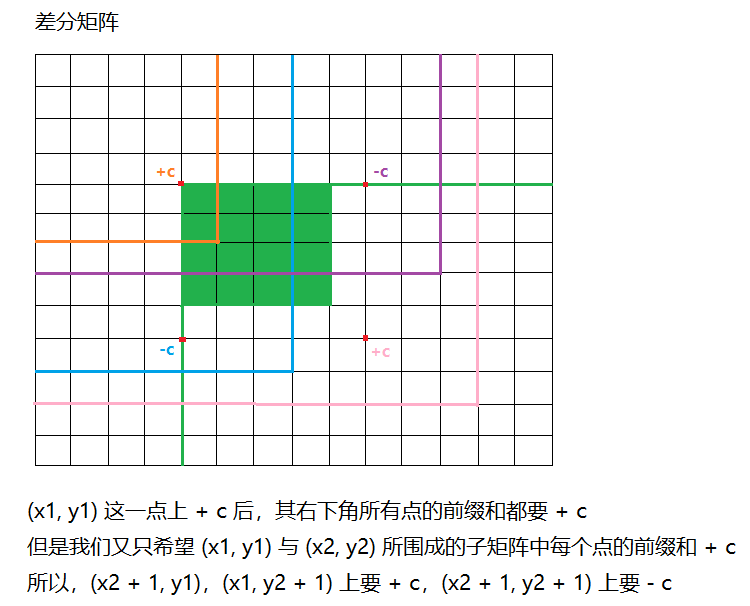 差分矩阵
+c
-c
-c
+c
(x1, y1) 这一点上 + c 后，其右下角所有点的前缀和都要 + c
但是我们又只希望 (x1, y1) 与 (x2, y2) 所围成的子矩阵中每个点的前缀和 + c
所以，(x2 + 1, y1)，(x1, y2 + 1) 上要 + c，(x2 + 1, y2 + 1) 上要 - c